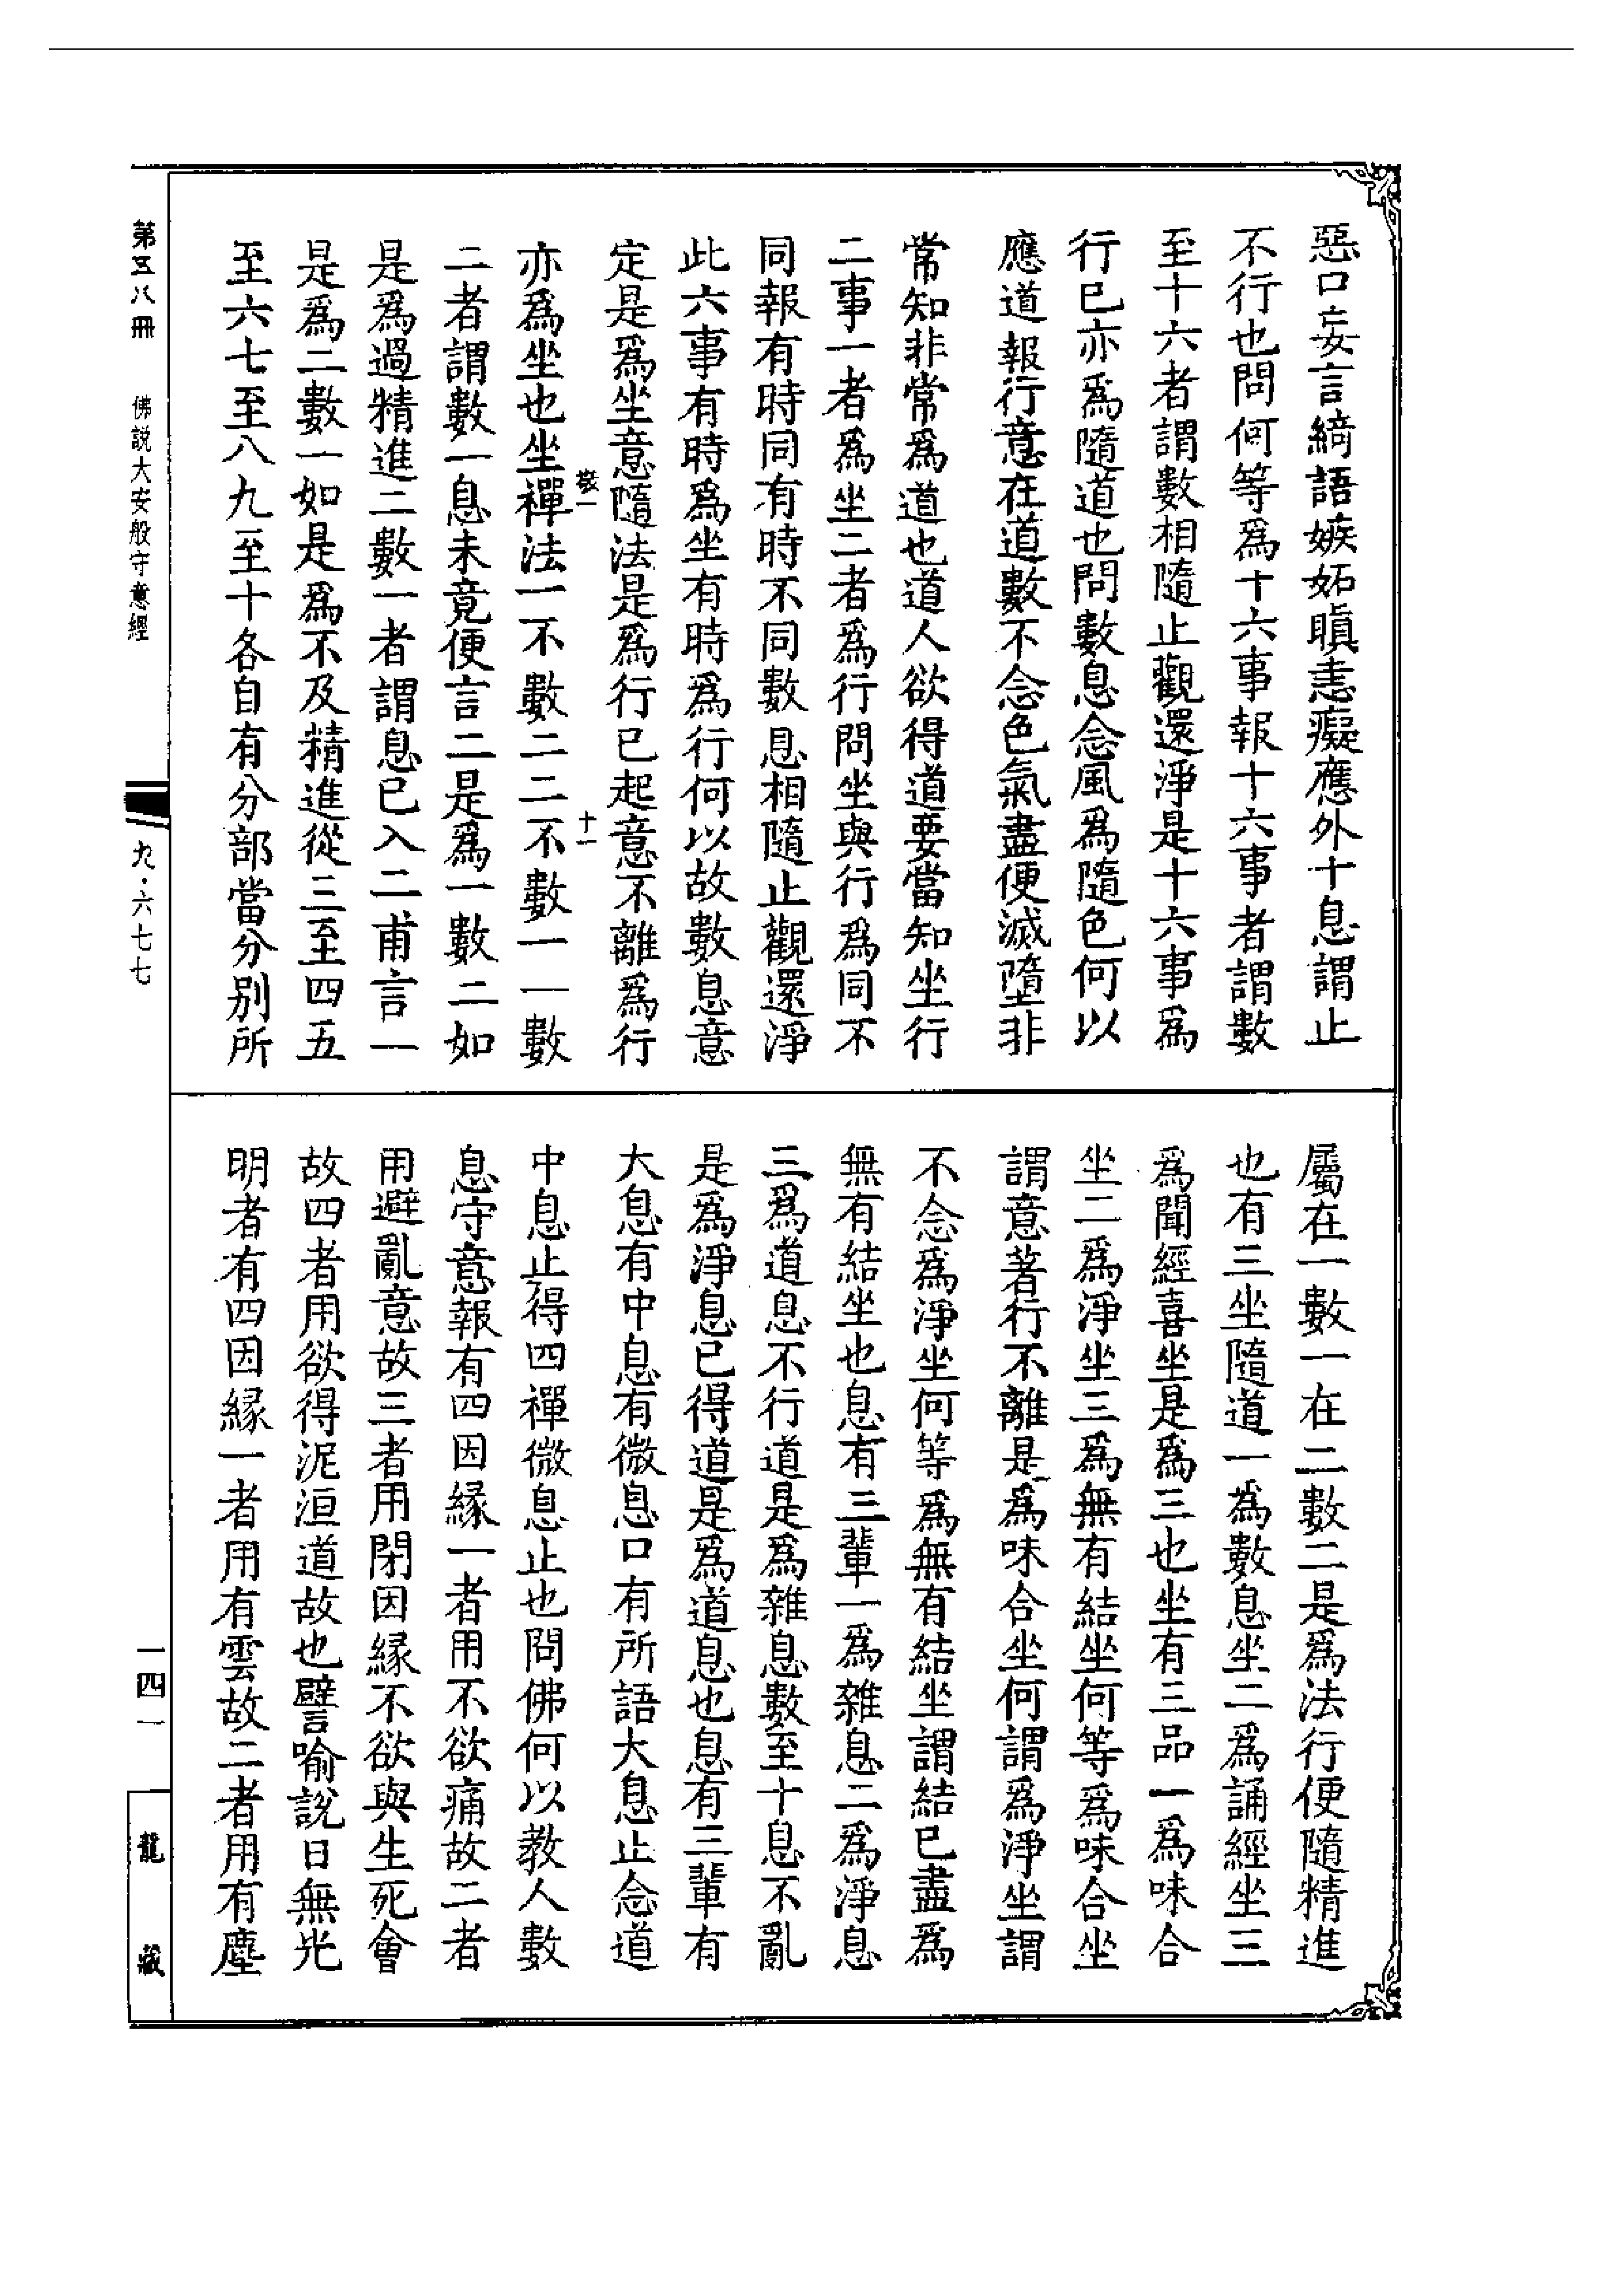 惡口妄言綺語嫉妬瞋恚癡應外十息謂止
不行也問何等爲十六事報十六事者謂數
至十六者謂數相隨止觀還淨是十六事爲
行已亦爲隨道也問數息念風爲隨色何以
應道報行意在道數不念色氣盡便滅墮非
常知非常爲道也道人欲得道要當知坐行
二事一者爲坐二者爲行問坐與行爲同不
同報有時同有時不同數息相隨止觀還淨
此六事有時爲坐有時爲行何以故數息意
定是爲坐意隨法是爲行已起意不離爲行
敬一 十一
亦爲坐也坐禪法一不數二二不數一一數
二者謂數一息未竟便言二是爲一數二如
是爲過精進二數一者謂息已入二甫言一
是爲二數一如是爲不及精進從三至四五
至六七至八九至十各自有分部當分別所
屬在一數一在二數二是爲法行便隨精進
也有三坐隨道一爲數息坐二爲誦經坐三
爲聞經喜坐是爲三也坐有三品一爲味合
坐二爲淨坐三爲無有結坐何等爲味合坐
謂意著行不離是爲味合坐何謂爲淨坐謂
不念爲淨坐何等爲無有結坐謂結已盡爲
無有結坐也息有三輩一爲雜息二爲淨息
三爲道息不行道是爲雜息數至十息不亂
是爲淨息已得道是爲道息也息有三輩有
大息有中息有微息口有所語大息止念道
中息止得四禪微息止也問佛何以教人數
息守意報有四因緣一者用不欲痛故二者
用避亂意故三者用閉因緣不欲與生死會
故四者用欲得泥洹道故也譬喻說日無光
明者有四因緣一者用有雲故二者用有塵
第五八冊 佛説大安般守意經 九·六七七 一四一 龍藏